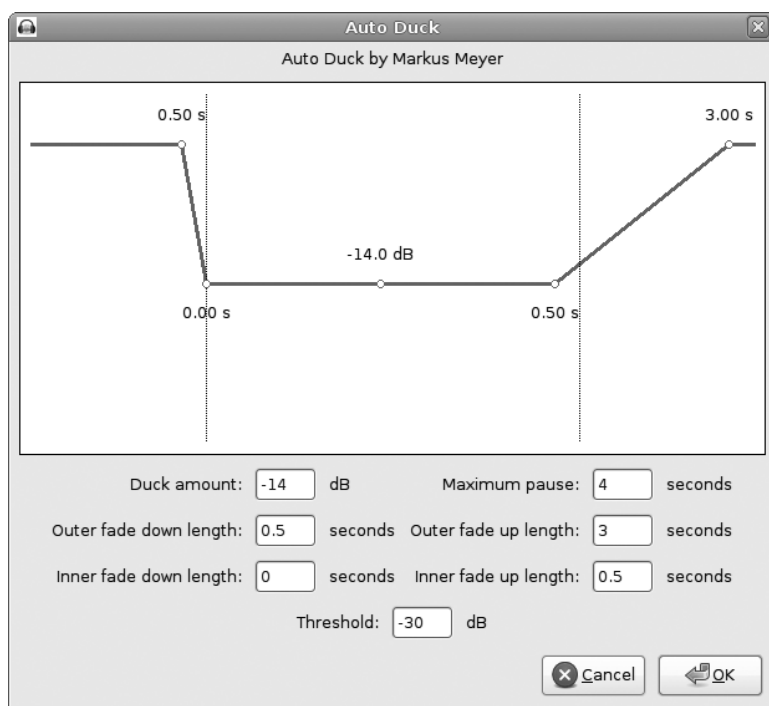 Auto Duck
Auto Duck by Markus Meyer
0.50 s
3.00 s
-14.0 dB
0.00 s
0.50 s
Duck amount: -14 dB Maximum pause: 4 seconds
Outer fade down length: 0.5 seconds Outer fade up length: 3 seconds
Inner fade down length: 0 seconds Inner fade up length: 0.5 seconds
Threshold: -30 dB
Cancel OK